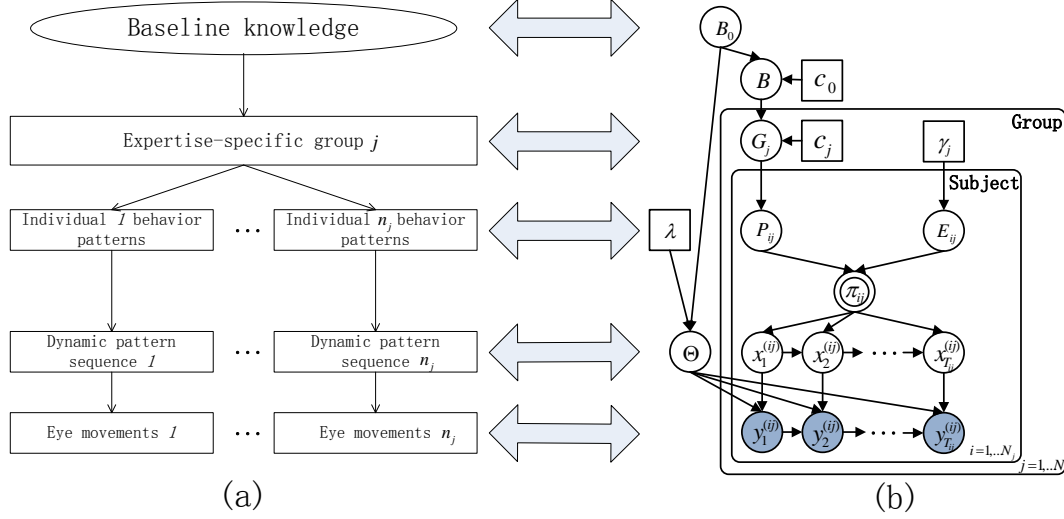 Baseline knowledge
Expertise-specific group j
Individual 1 behavior
patterns
...
Individual n_j behavior
patterns
Dynamic pattern
sequence 1
...
Dynamic pattern
sequence n_j
Eye movements 1
...
Eye movements n_j
(a)
B_0
B
c_0
Group
G_j
c_j
γ_j
Subject
λ
P_ij
E_ij
π_ij
Θ
x_1^(ij)
x_2^(ij)
...
x_T_ij^(ij)
y_1^(ij)
y_2^(ij)
...
y_T_ij^(ij)
i=1,..N_j
j=1,..N
(b)